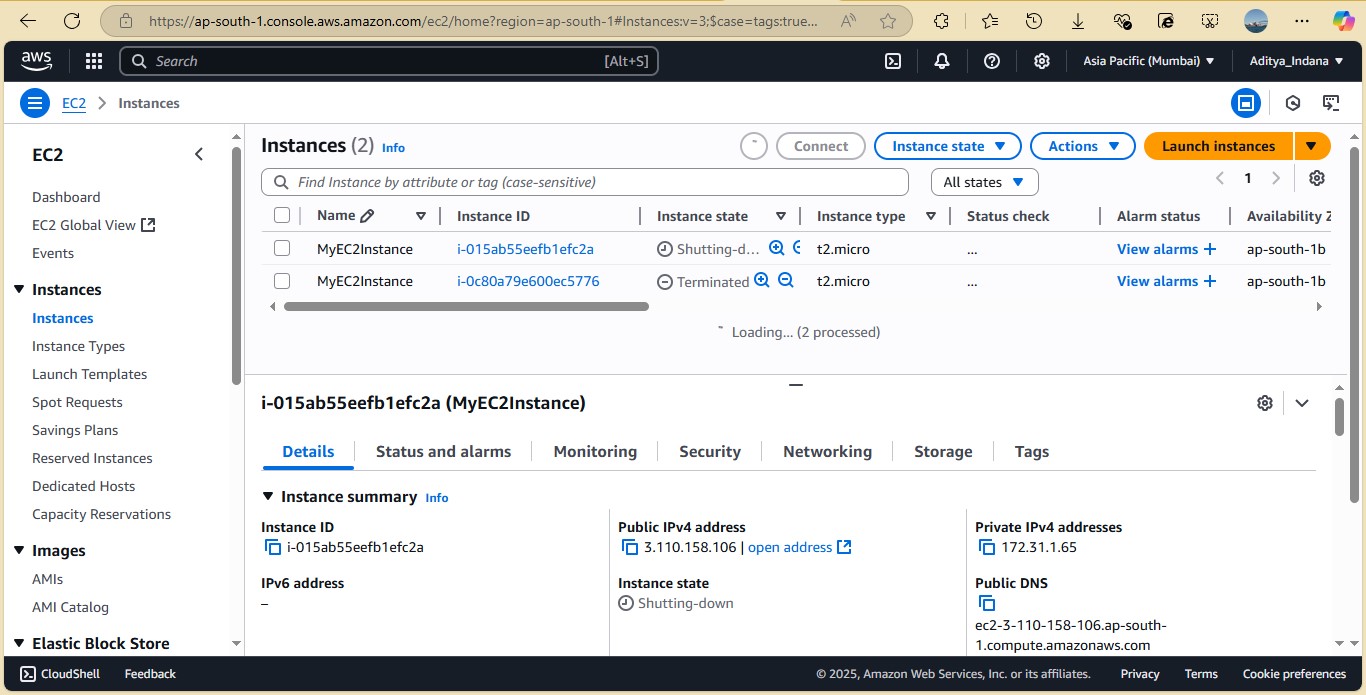 https://ap-south-1.console.aws.amazon.com/ec2/home?region=ap-south-1#Instances:v=3;$case=tags:true...
aws
Search [Alt+S]
Asia Pacific (Mumbai)
Aditya_Indana
EC2 > Instances
EC2
Dashboard
EC2 Global View
Events
Instances
Instances
Instance Types
Launch Templates
Spot Requests
Savings Plans
Reserved Instances
Dedicated Hosts
Capacity Reservations
Images
AMIs
AMI Catalog
Elastic Block Store
Instances (2) Info
Connect
Instance state
Actions
Launch instances
Find Instance by attribute or tag (case-sensitive)
All states
1
Name Instance ID Instance state Instance type Status check Alarm status Availability Z
MyEC2Instance i-015ab55eefb1efc2a Shutting-d... t2.micro ... View alarms + ap-south-1b
MyEC2Instance i-0c80a79e600ec5776 Terminated t2.micro ... View alarms + ap-south-1b
Loading... (2 processed)
i-015ab55eefb1efc2a (MyEC2Instance)
Details Status and alarms Monitoring Security Networking Storage Tags
Instance summary Info
Instance ID
i-015ab55eefb1efc2a
IPv6 address
–
Public IPv4 address
3.110.158.106 | open address
Instance state
Shutting-down
Private IPv4 addresses
172.31.1.65
Public DNS
ec2-3-110-158-106.ap-south-
1.compute.amazonaws.com
CloudShell Feedback © 2025, Amazon Web Services, Inc. or its affiliates. Privacy Terms Cookie preferences